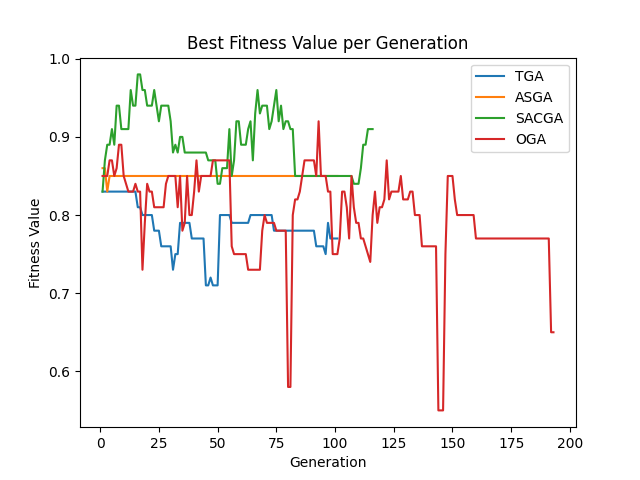 Best Fitness Value per Generation
1.0
0.9
0.8
0.7
0.6
Fitness Value
TGA
ASGA
SACGA
OGA
0 25 50 75 100 125 150 175 200
Generation